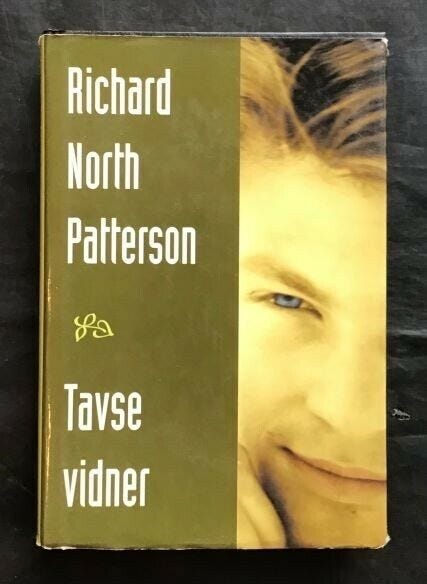 Richard
North
Patterson
Tavse
vidner